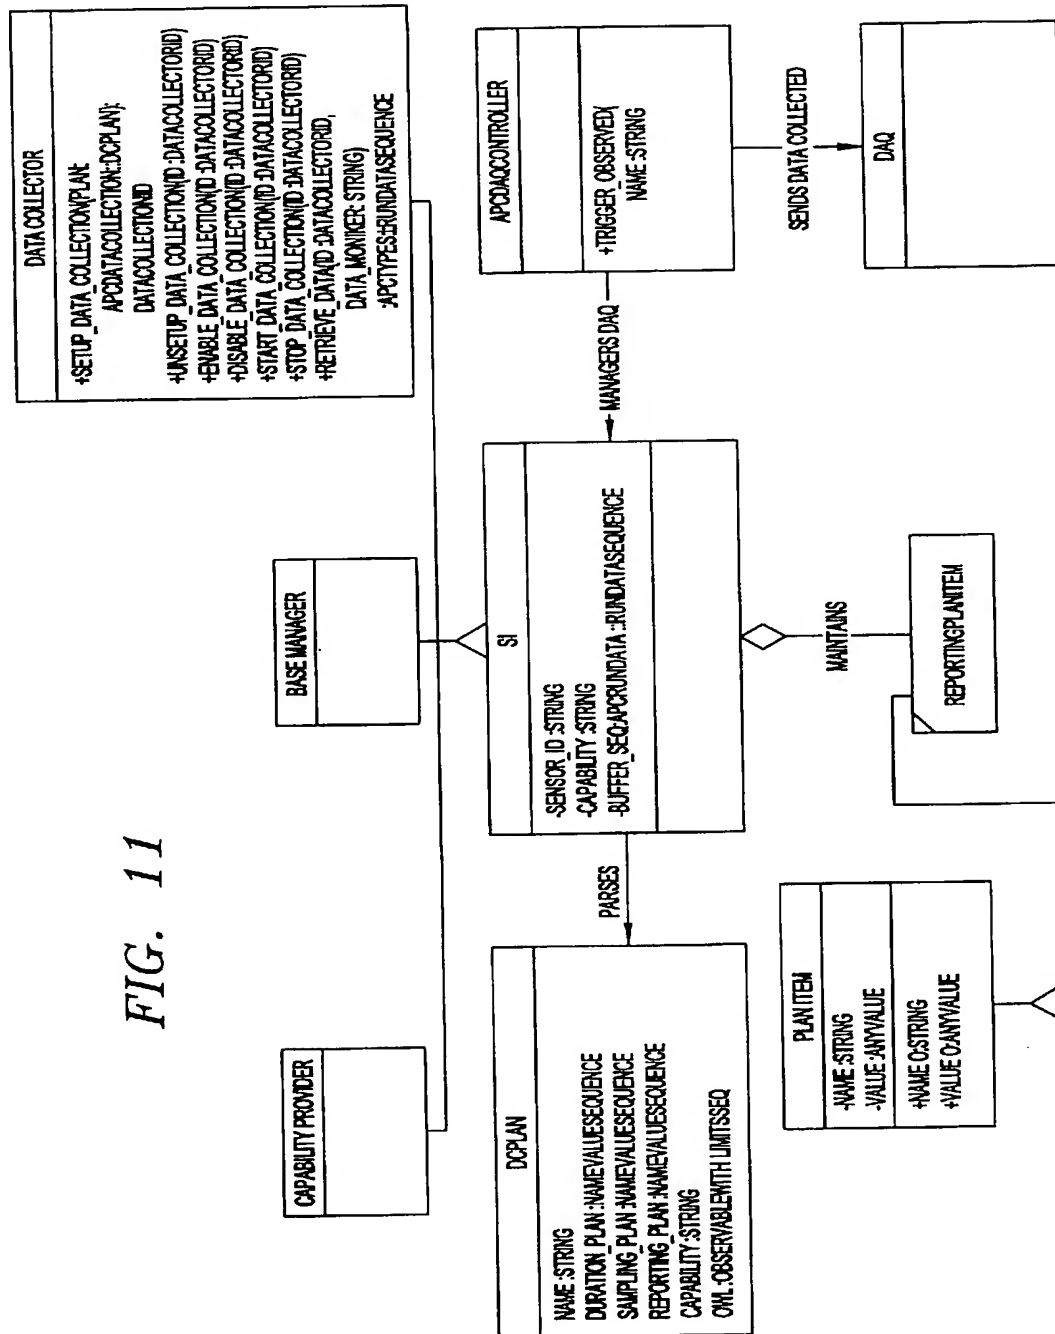 FIG. 11
CAPABILITY PROVIDER
BASE MANAGER
DATA COLLECTOR
+SETUP_DATA_COLLECTION(PLAN:
APCDATACOLLECTION::DCPLAN):
DATACOLLECTIONID
+UNSETUP_DATA_COLLECTION(ID :DATACOLLECTORID)
+ENABLE_DATA_COLLECTION(ID :DATACOLLECTORID)
+DISABLE_DATA_COLLECTION(ID :DATACOLLECTORID)
+START_DATA_COLLECTION(ID :DATACOLLECTORID)
+STOP_DATA_COLLECTION(ID :DATACOLLECTORID)
+RETRIEVE_DATA(ID :DATACOLLECTORID,
DATA_MONIKER: STRING)
:APCTYPES::RUNDATASEQUENCE
DCPLAN
NAME :STRING
DURATION_PLAN :NAMEVALUESEQUENCE
SAMPLING_PLAN :NAMEVALUESEQUENCE
REPORTING_PLAN :NAMEVALUESEQUENCE
CAPABILITY :STRING
OWL :OBSERVABLEWITH LIMITSSEQ
PARSES
SI
-SENSOR_ID :STRING
-CAPABILITY :STRING
-BUFFER_SEQ:APCRUNDATA ::RUNDATASEQUENCE
MANAGERS DAQ
APCDAQCONTROLLER
+TRIGGER_OBSERVED(
NAME :STRING
PLAN ITEM
-NAME :STRING
-VALUE :ANYVALUE
+NAME O:STRING
+VALUE O:ANYVALUE
MAINTAINS
REPORTINGPLANITEM
SENDS DATA COLLECTED
DAQ